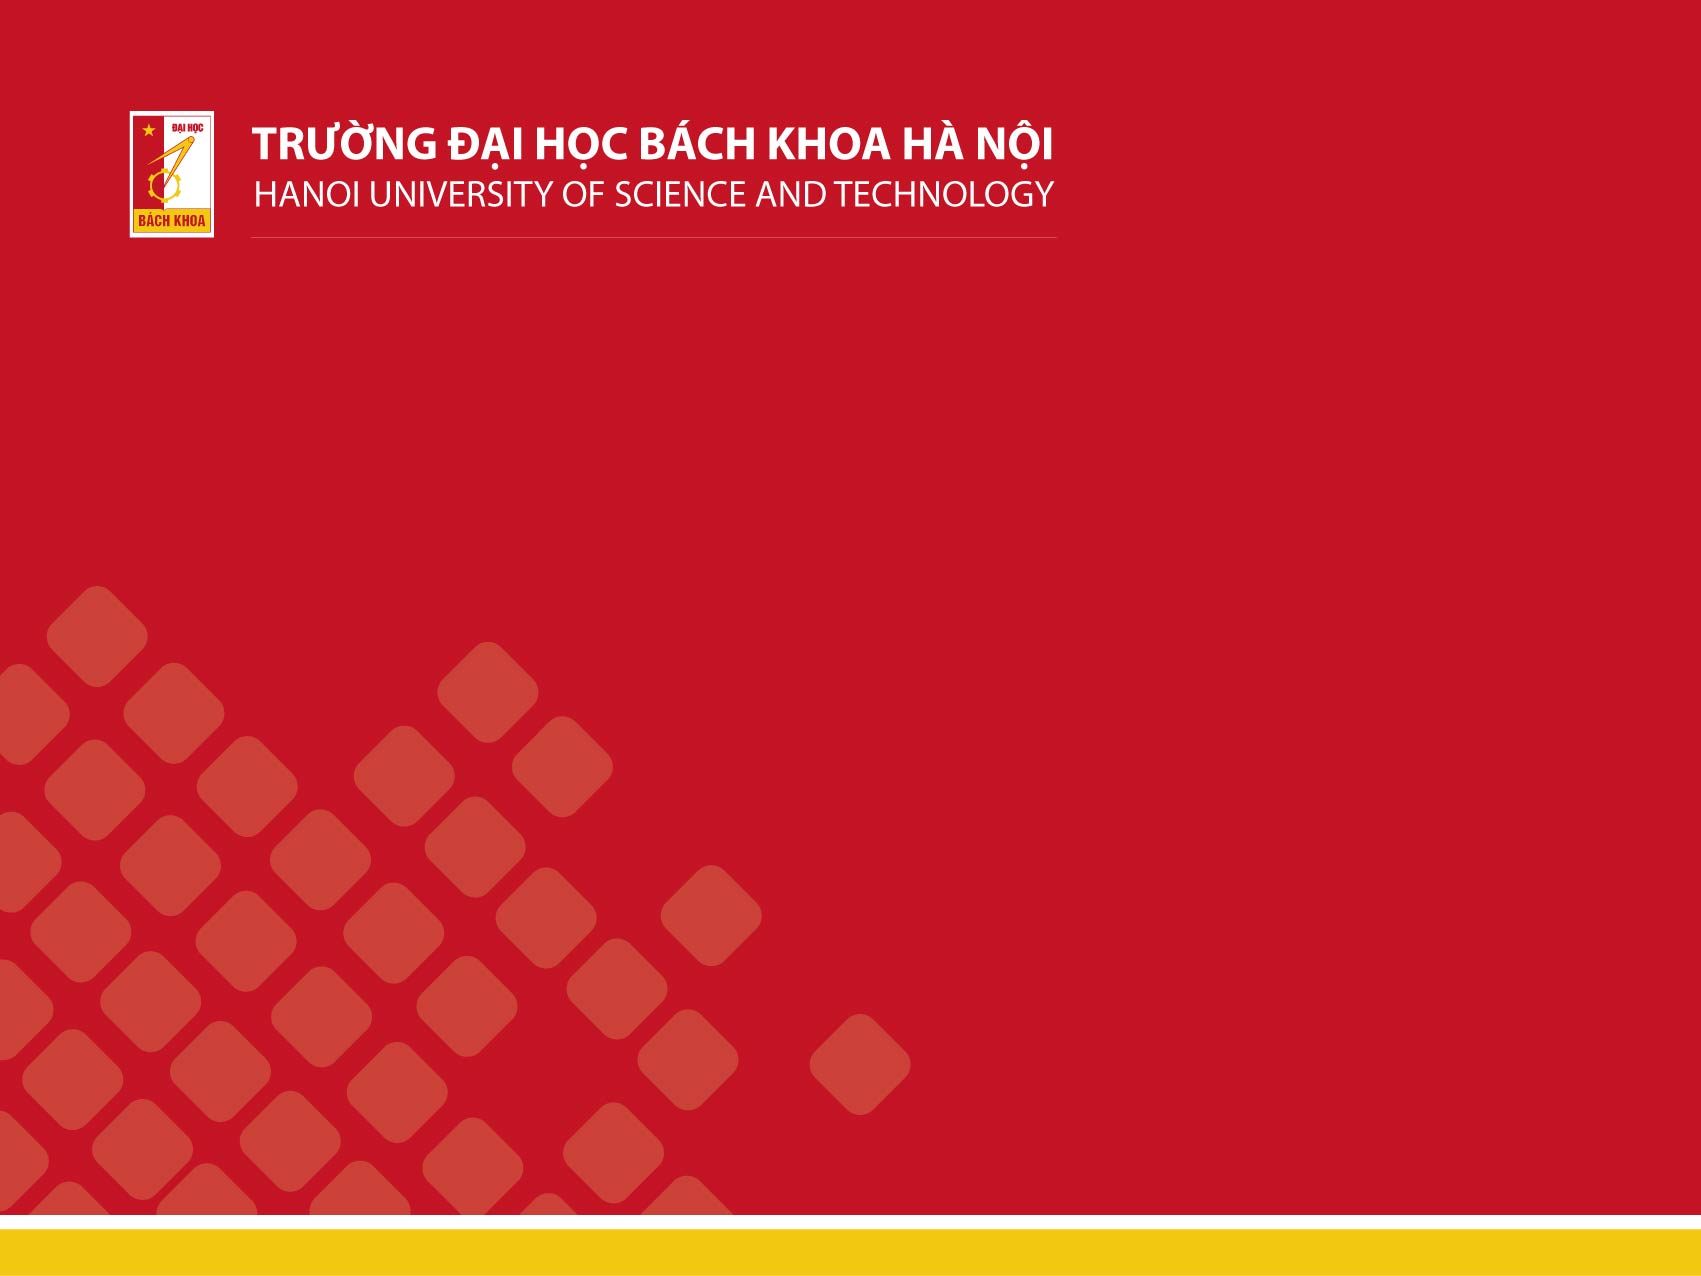 ĐẠI HỌC
BÁCH KHOA
TRƯỜNG ĐẠI HỌC BÁCH KHOA HÀ NỘI
HANOI UNIVERSITY OF SCIENCE AND TECHNOLOGY